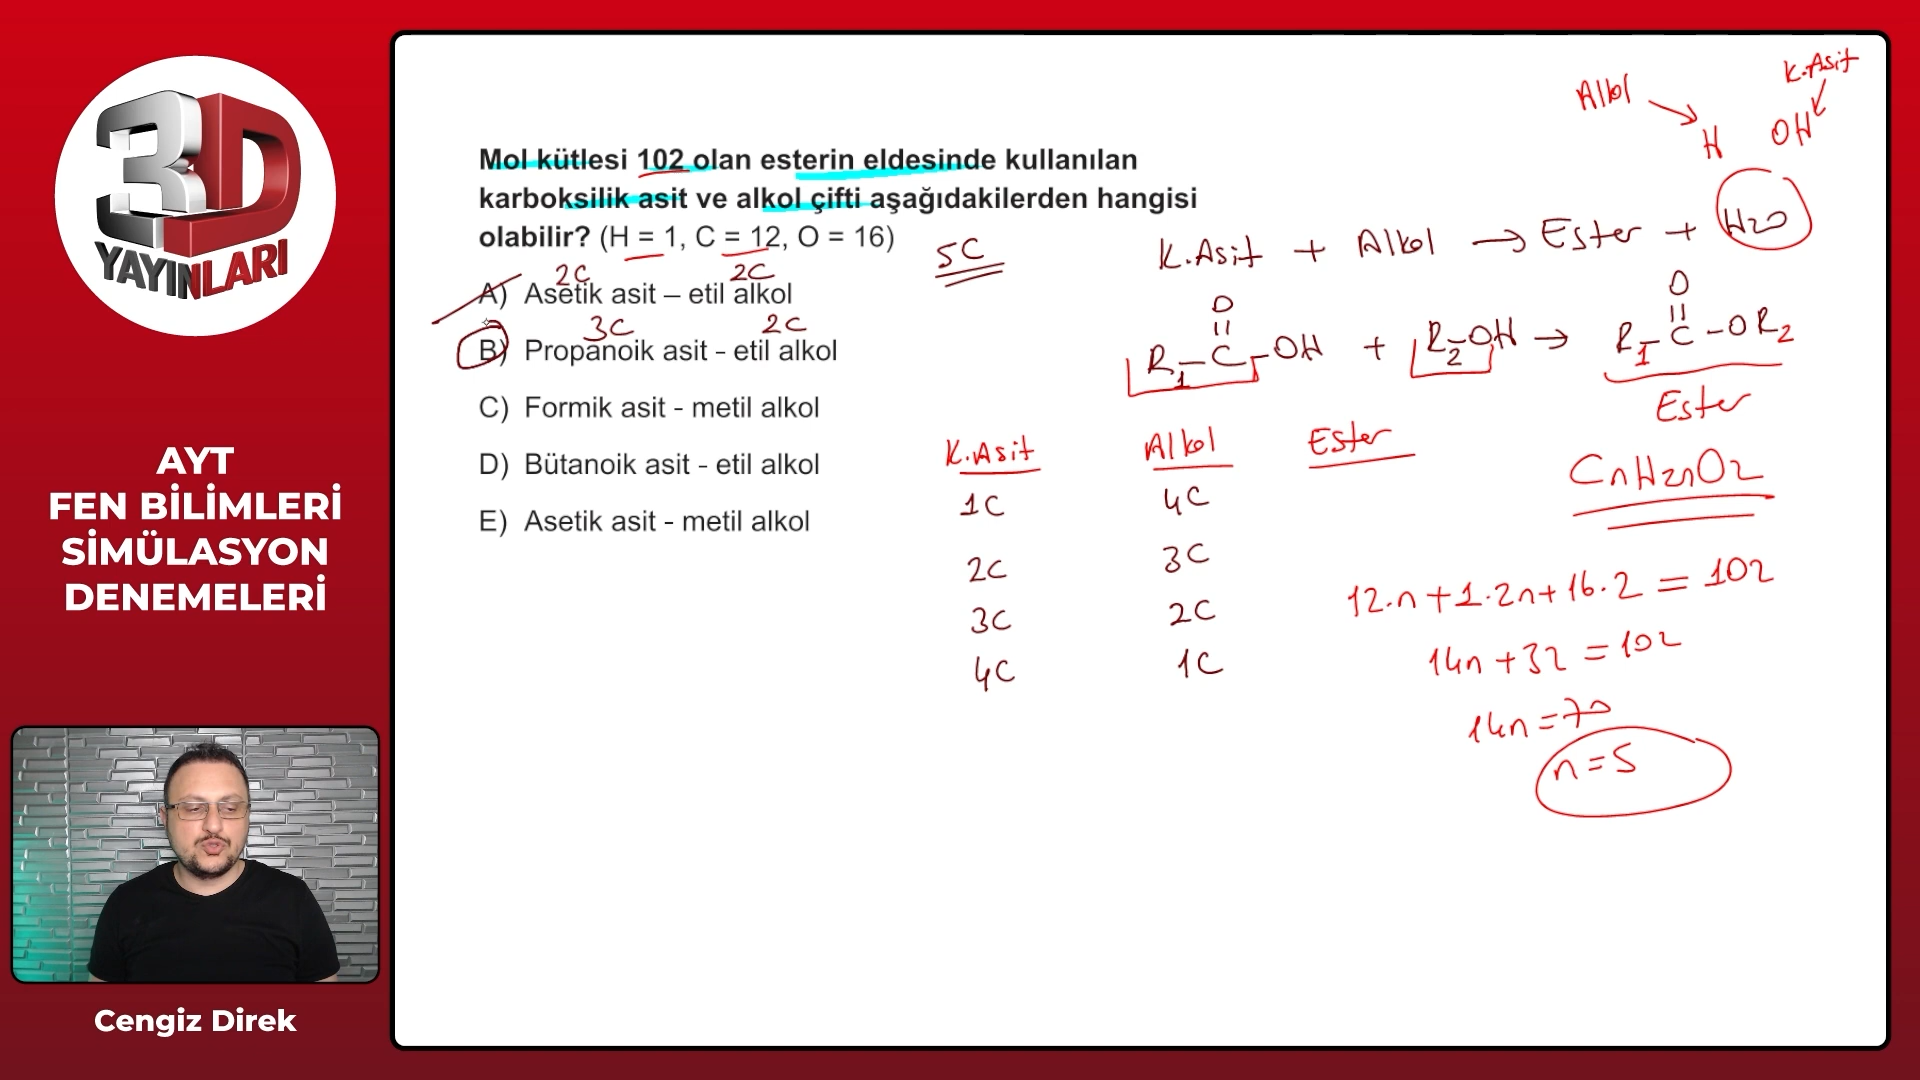 3D
YAYINLARI
AYT
FEN BİLİMLERİ
SİMÜLASYON
DENEMELERİ
Cengiz Direk
Mol kütlesi 102 olan esterin eldesinde kullanılan
karboksilik asit ve alkol çifti aşağıdakilerden hangisi
olabilir? (H = 1, C = 12, O = 16)
2C 2C
A) Asetik asit – etil alkol
3C 2C
B) Propanoik asit - etil alkol
C) Formik asit - metil alkol
D) Bütanoik asit - etil alkol
E) Asetik asit - metil alkol
5C
Alkol K.Asit
H OH
K.Asit + Alkol → Ester + H2O
O O
R1–C–OH + R2–OH → R1–C–OR2
Ester
K.Asit Alkol Ester
1C 4C
2C 3C
3C 2C
4C 1C
CnH2nO2
12.n+1.2n+16.2 = 102
14n+32 = 102
14n=70
n=5